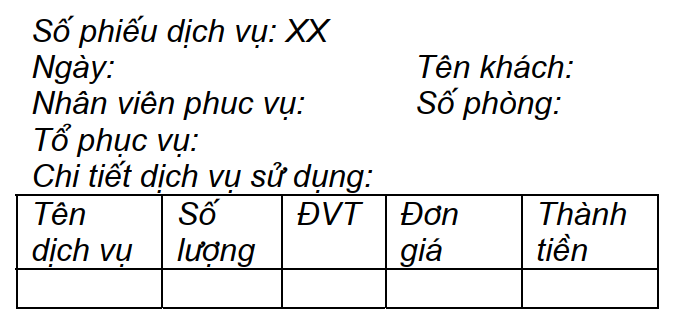 Số phiếu dịch vụ: XX
Ngày: Tên khách:
Nhân viên phuc vụ: Số phòng:
Tổ phục vụ:
Chi tiết dịch vụ sử dụng:
Tên dịch vụ Số lượng ĐVT Đơn giá Thành tiền